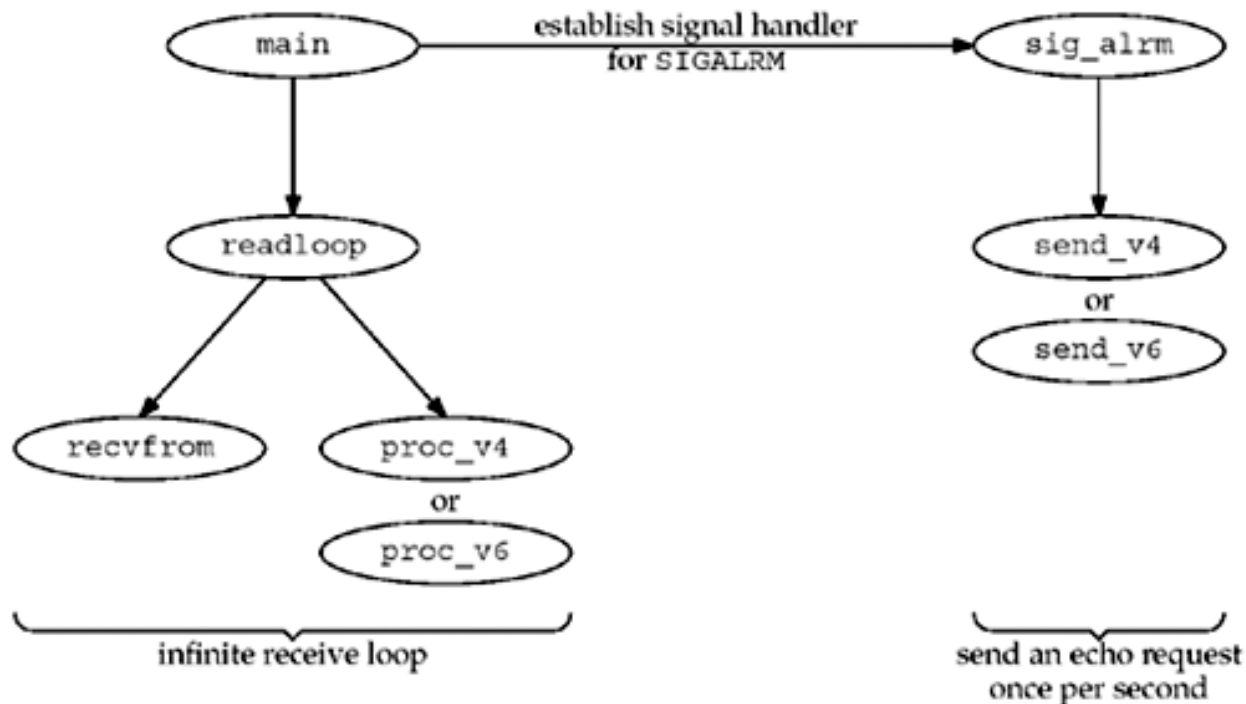 main
establish signal handler
for SIGALRM
sig_alrm
readloop
send_v4
or
send_v6
recvfrom
proc_v4
or
proc_v6
infinite receive loop
send an echo request
once per second